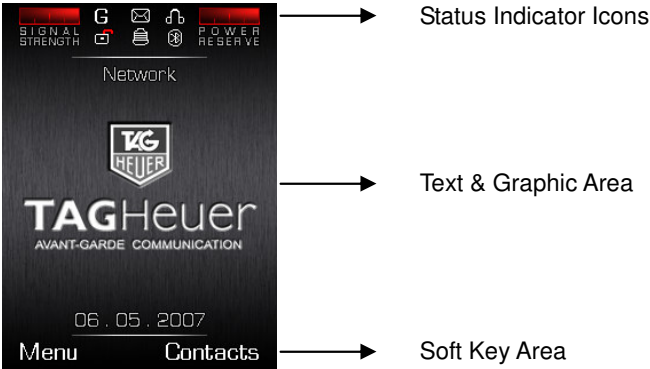 G
SIGNAL STRENGTH
POWER RESERVE
Status Indicator Icons
Network
TAG
HEUER
TAGHeuer
AVANT-GARDE COMMUNICATION
Text & Graphic Area
06.05.2007
Menu Contacts
Soft Key Area